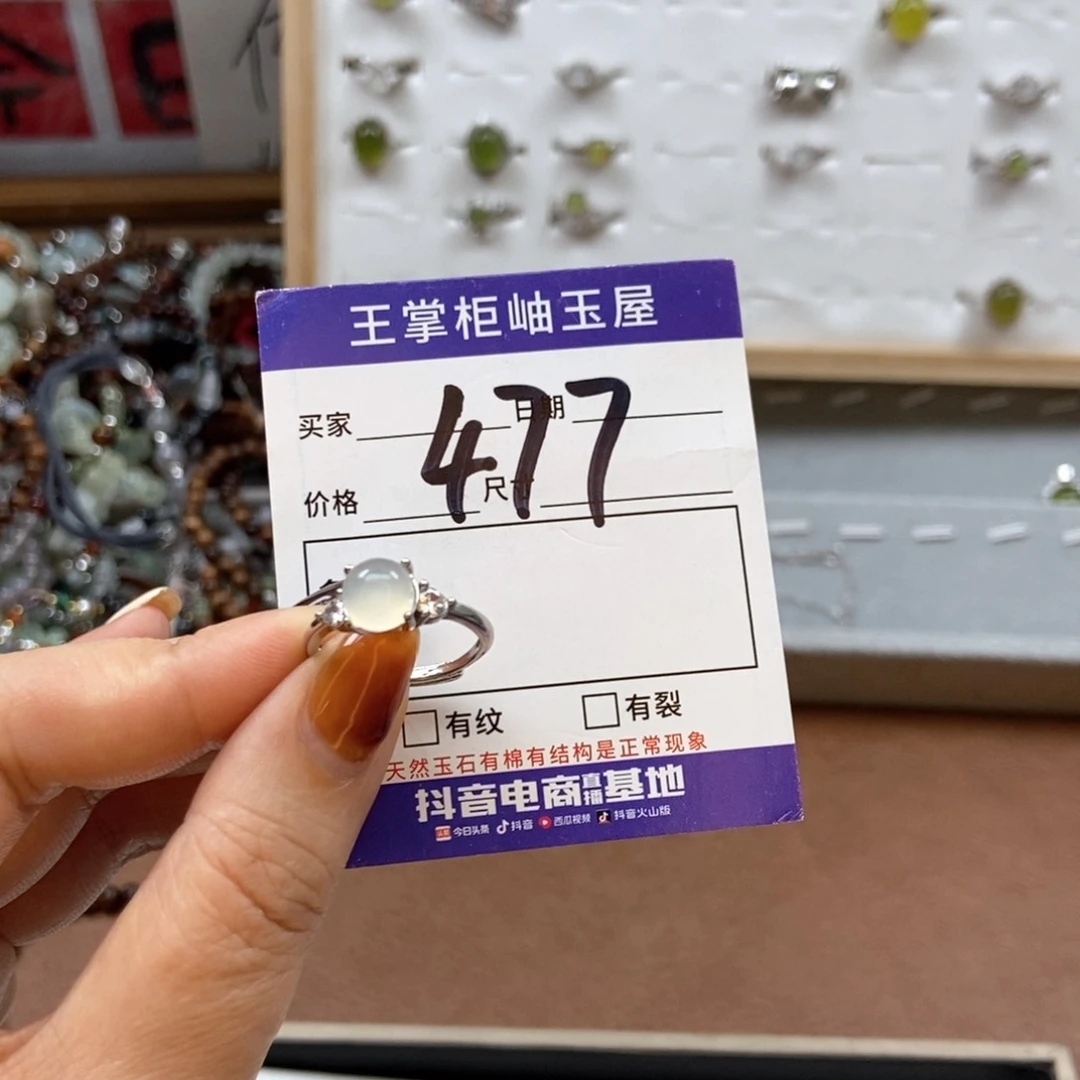 王掌柜岫玉屋
买家 日期
477
价格 尺寸
有纹 有裂
天然玉石有棉有结构是正常现象
抖音电商直播基地
今日头条 抖音 西瓜视频 抖音火山版